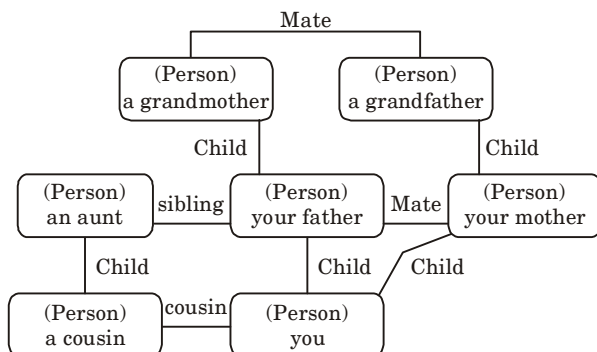 Mate
(Person)
a grandmother
(Person)
a grandfather
Child
Child
(Person)
an aunt
sibling
(Person)
your father
Mate
(Person)
your mother
Child
Child
Child
(Person)
a cousin
cousin
(Person)
you